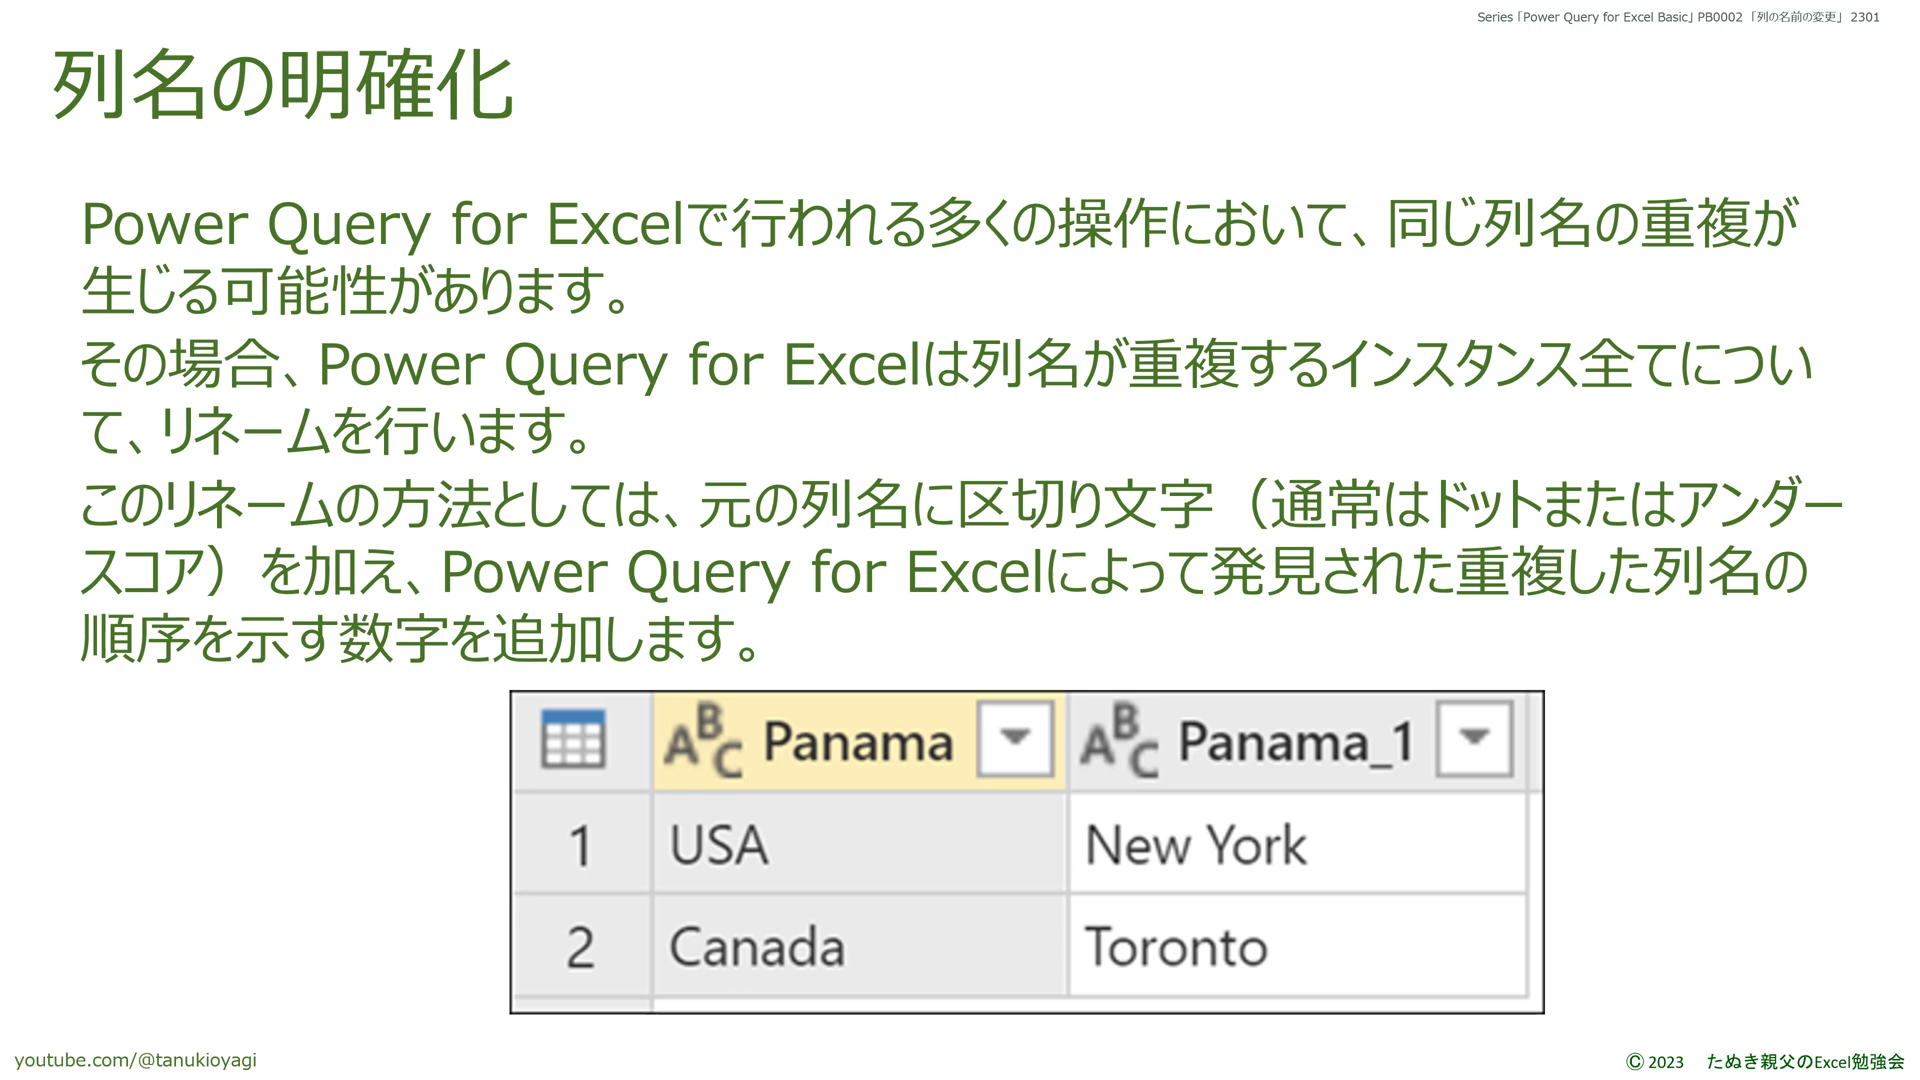 Series「Power Query for Excel Basic」PB0002「列の名前の変更」 2301
列名の明確化
Power Query for Excelで行われる多くの操作において、同じ列名の重複が
生じる可能性があります。
その場合、Power Query for Excelは列名が重複するインスタンス全てについ
て、リネームを行います。
このリネームの方法としては、元の列名に区切り文字（通常はドットまたはアンダー
スコア）を加え、Power Query for Excelによって発見された重複した列名の
順序を示す数字を追加します。
ABC Panama ABC Panama_1
1 USA New York
2 Canada Toronto
youtube.com/@tanukioyagi
© 2023 たぬき親父のExcel勉強会